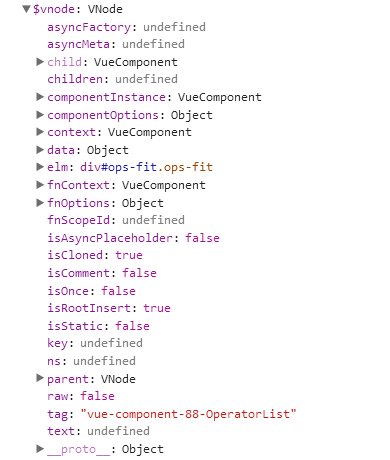 $vnode: VNode
asyncFactory: undefined
asyncMeta: undefined
child: VueComponent
children: undefined
componentInstance: VueComponent
componentOptions: Object
context: VueComponent
data: Object
elm: div#ops-fit.ops-fit
fnContext: VueComponent
fnOptions: Object
fnScopeId: undefined
isAsyncPlaceholder: false
isCloned: true
isComment: false
isOnce: false
isRootInsert: true
isStatic: false
key: undefined
ns: undefined
parent: VNode
raw: false
tag: "vue-component-88-OperatorList"
text: undefined
__proto__: Object